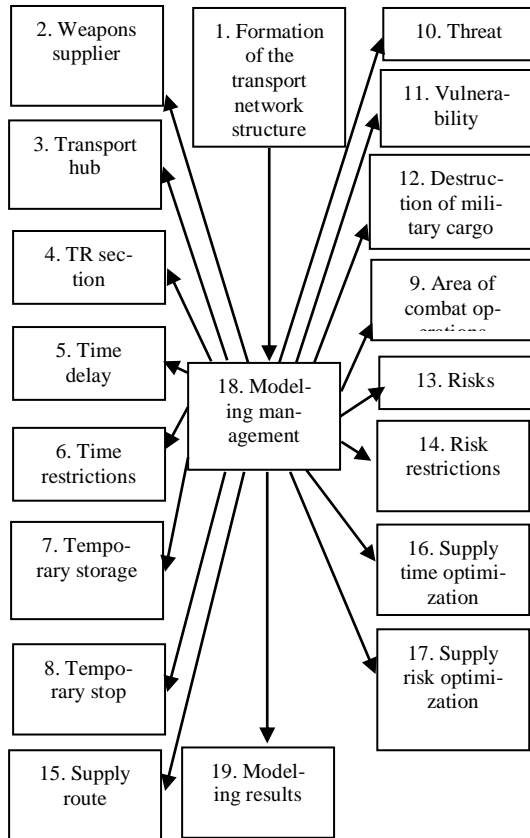 2. Weapons
supplier
1. Formation
of the
transport
network
structure
10. Threat
11. Vulnera-
bility
3. Transport
hub
12. Destruc-
tion of mili-
tary cargo
4. TR sec-
tion
9. Area of
combat op-
erations
5. Time
delay
18. Model-
ing man-
agement
13. Risks
6. Time
restrictions
14. Risk
restrictions
7. Tempo-
rary storage
16. Supply
time optimi-
zation
8. Temporary
stop
17. Supply
risk optimi-
zation
15. Supply
route
19. Model-
ing results